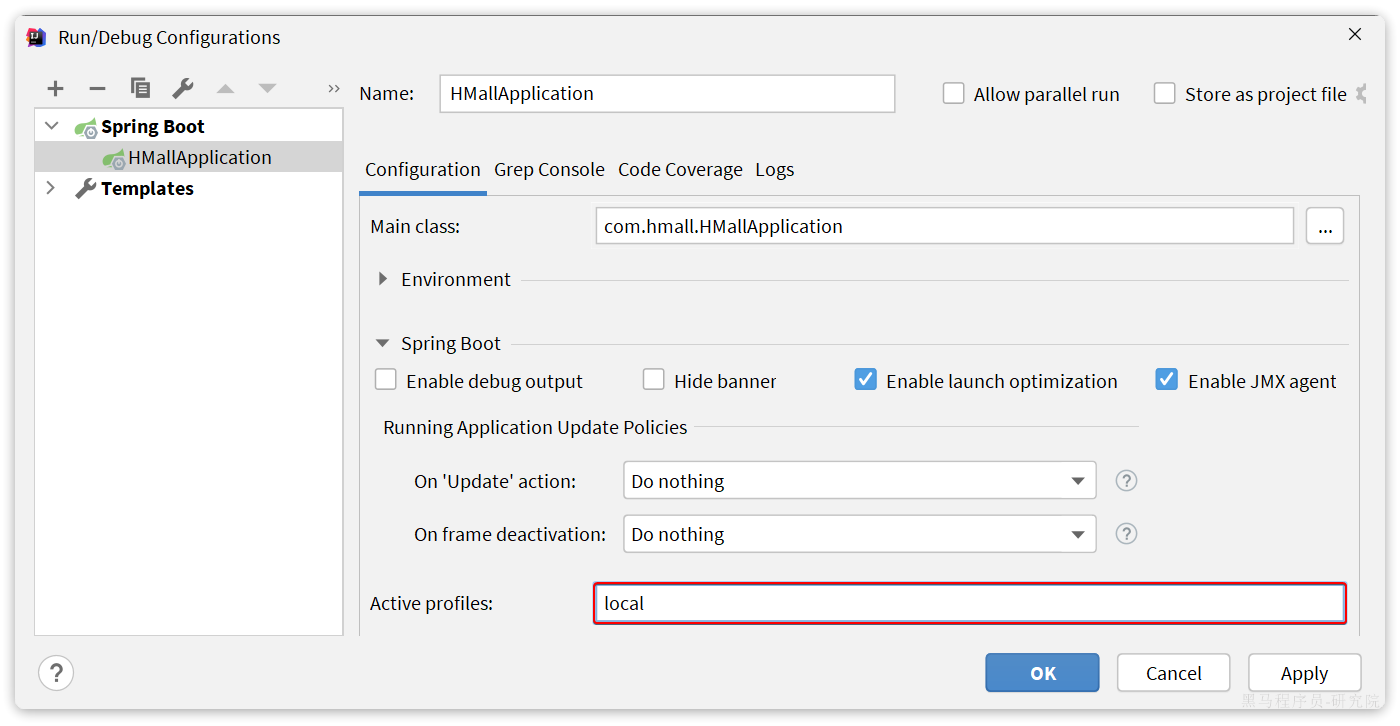 Run/Debug Configurations
Name: HMallApplication Allow parallel run Store as project file
Spring Boot
HMallApplication
Templates
Configuration Grep Console Code Coverage Logs
Main class: com.hmall.HMallApplication ...
Environment
Spring Boot
Enable debug output Hide banner Enable launch optimization Enable JMX agent
Running Application Update Policies
On 'Update' action: Do nothing ?
On frame deactivation: Do nothing ?
Active profiles: local
? OK Cancel Apply
黑马程序员-研究院